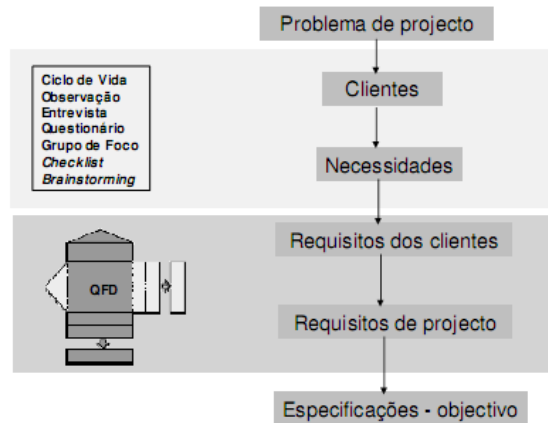 Problema de projecto
Ciclo de Vida
Observação
Entrevista
Questionário
Grupo de Foco
Checklist
Brainstorming
Clientes
Necessidades
QFD
Requisitos dos clientes
Requisitos de projecto
Especificações - objectivo